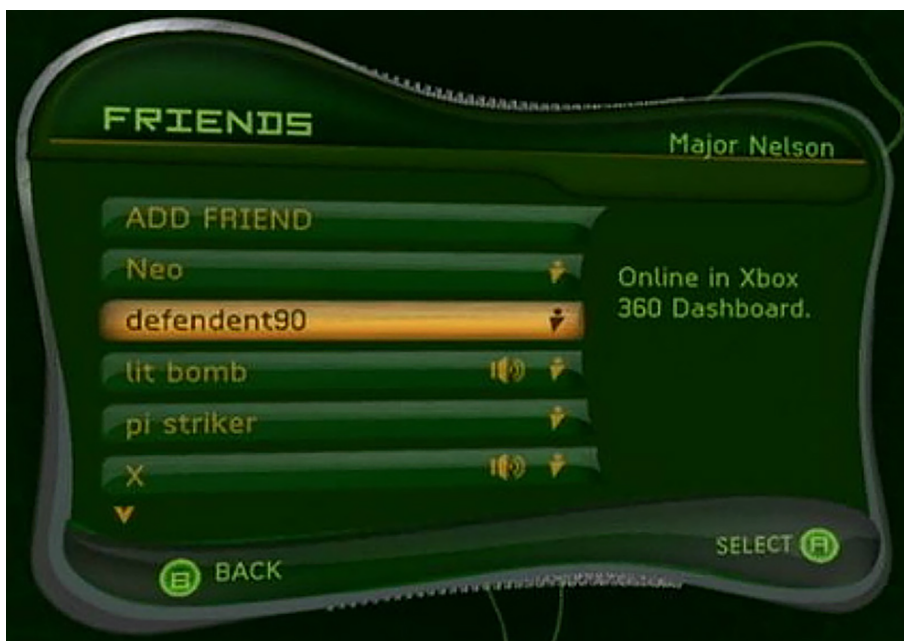 FRIENDS
Major Nelson
ADD FRIEND
Neo
defendent90
lit bomb
pi striker
X
Online in Xbox
360 Dashboard.
B BACK
SELECT A